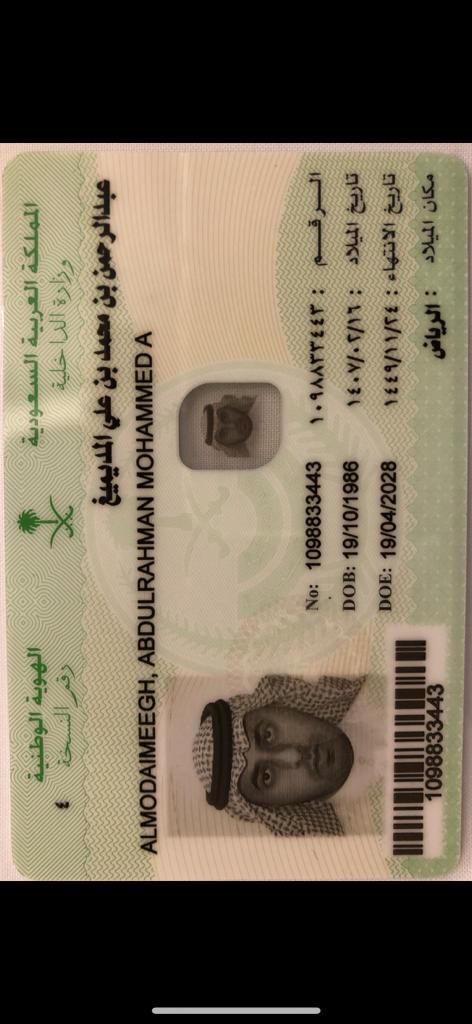 المملكة العربية السعودية
وزارة الداخلية
الهوية الوطنية
رقم النسخة
٤
عبدالرحمن بن محمد بن علي المديميغ
ALMODAIMEEGH, ABDULRAHMAN MOHAMMED A
الرقم : ١٠٩٨٨٣٣٤٤٣
No: 1098833443
تاريخ الميلاد : ١٤٠٧/٠٢/١٦
DOB: 19/10/1986
تاريخ الانتهاء : ١٤٤٩/١١/٢٤
DOE: 19/04/2028
مكان الميلاد : الرياض
1098833443